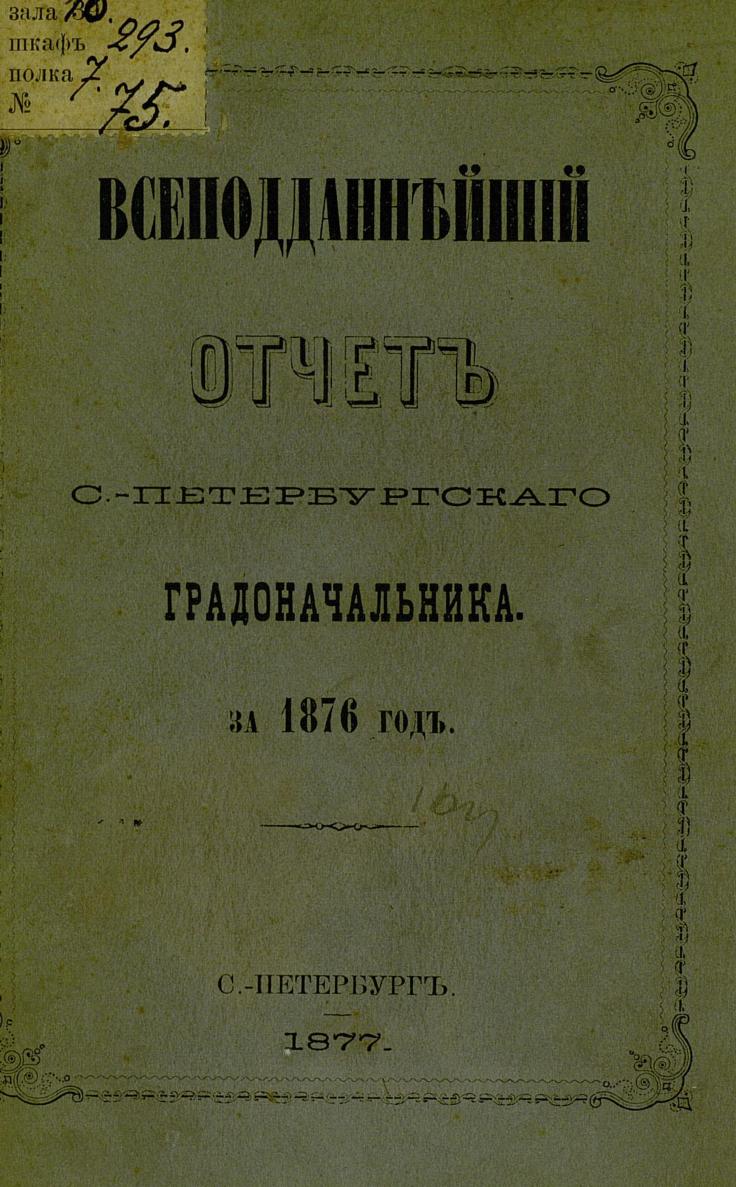 зала
шкафъ 293.
полка 7.
№ 75.
ВСЕПОДДАННѢЙШІЙ
ОТЧЕТЪ
С.-ПЕТЕРБУРГСКАГО
ГРАДОНАЧАЛЬНИКА.
ЗА 1876 ГОДЪ.
С.-ПЕТЕРБУРГЪ.
1877.